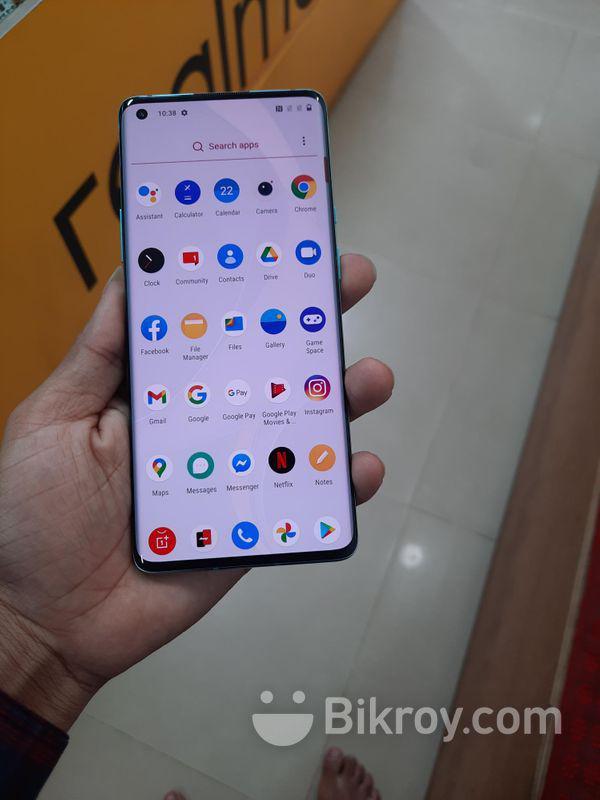 realme
10:38
Search apps
22
Assistant
Calculator
Calendar
Camera
Chrome
1
Clock
Community
Contacts
Drive
Duo
Facebook
File
Manager
Files
Gallery
Game
Space
G Pay
Gmail
Google
Google Pay
Google Play
Movies & ...
Instagram
Maps
Messages
Messenger
Netflix
Notes
Bikroy.com